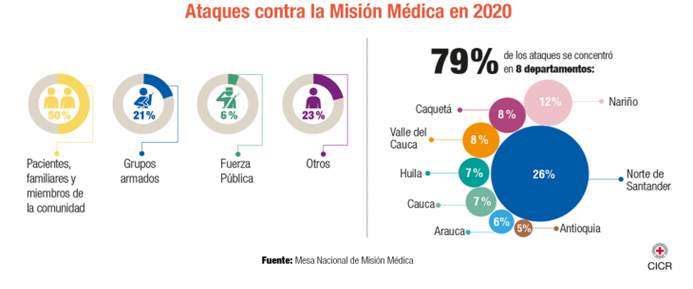 Ataques contra la Misión Médica en 2020
50%
Pacientes,
familiares y
miembros de
la comunidad
21%
Grupos
armados
6%
Fuerza
Pública
23%
Otros
79% de los ataques se concentró
en 8 departamentos:
12%
Nariño
Caquetá
8%
Valle del
Cauca
8%
Huila
7%
26%
Norte de
Santander
Cauca
7%
Arauca
6%
5%
Antioquia
Fuente: Mesa Nacional de Misión Médica
CICR